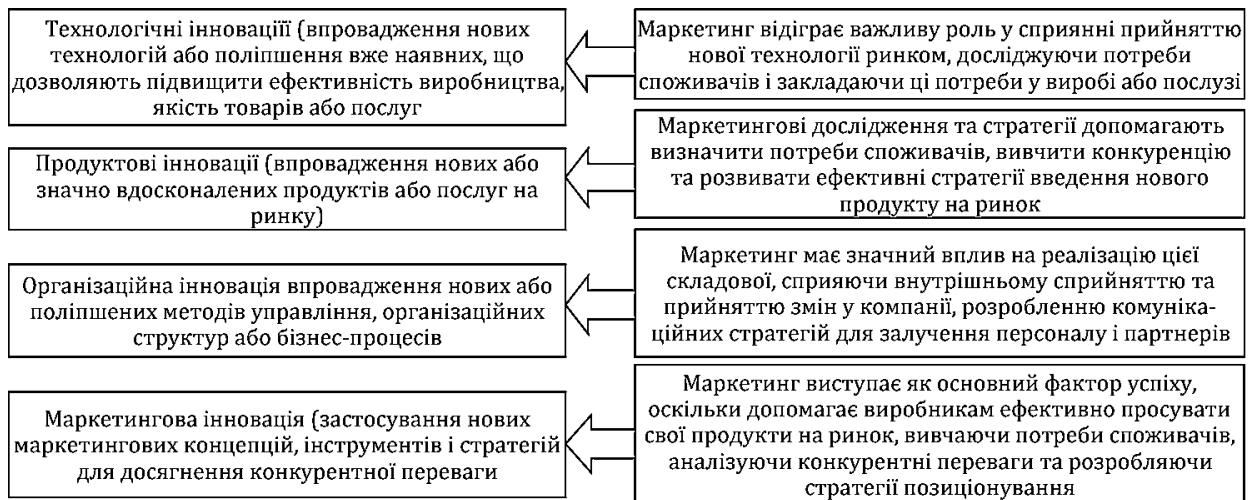 Технологічні інноваціїї (впровадження нових
технологій або поліпшення вже наявних, що
дозволяють підвищити ефективність виробництва,
якість товарів або послуг
Маркетинг відіграє важливу роль у сприянні прийняттю
нової технології ринком, досліджуючи потреби
споживачів і закладаючи ці потреби у виробі або послузі
Продуктові інновації (впровадження нових або
значно вдосконалених продуктів або послуг на
ринку)
Маркетингові дослідження та стратегії допомагають
визначити потреби споживачів, вивчити конкуренцію
та розвивати ефективні стратегії введення нового
продукту на ринок
Організаційна інновація впровадження нових або
поліпшених методів управління, організаційних
структур або бізнес-процесів
Маркетинг має значний вплив на реалізацію цієї
складової, сприяючи внутрішньому сприйняттю та
прийняттю змін у компанії, розробленню комуніка-
ційних стратегій для залучення персоналу і партнерів
Маркетингова інновація (застосування нових
маркетингових концепцій, інструментів і стратегій
для досягнення конкурентної переваги
Маркетинг виступає як основний фактор успіху,
оскільки допомагає виробникам ефективно просувати
свої продукти на ринок, вивчаючи потреби споживачів,
аналізуючи конкурентні переваги та розробляючи
стратегії позиціонування